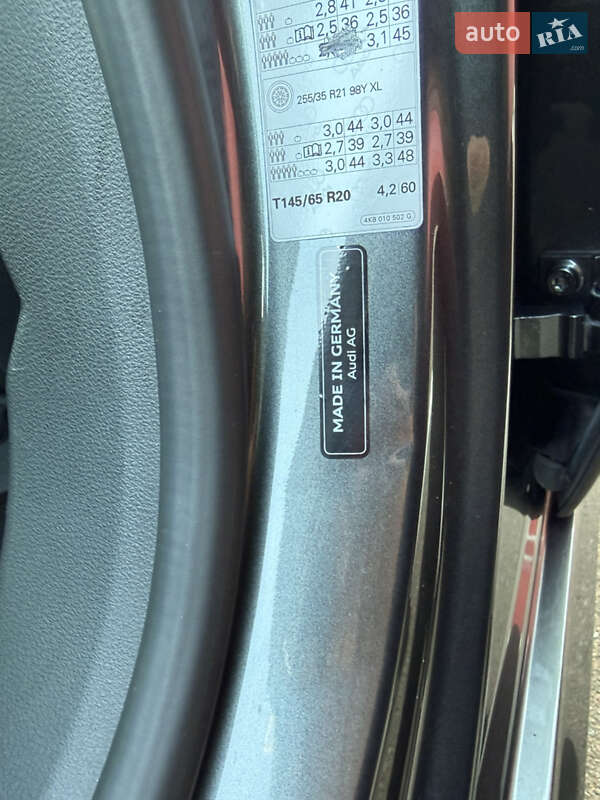 2,8 41
2,5 36 2,5 36
3,1 45
255/35 R21 98Y XL
3,0 44 3,0 44
2,7 39 2,7 39
3,0 44 3,3 48
T145/65 R20 4,2 60
4K8 010 502 G
MADE IN GERMANY
Audi AG
auto RIA
.com